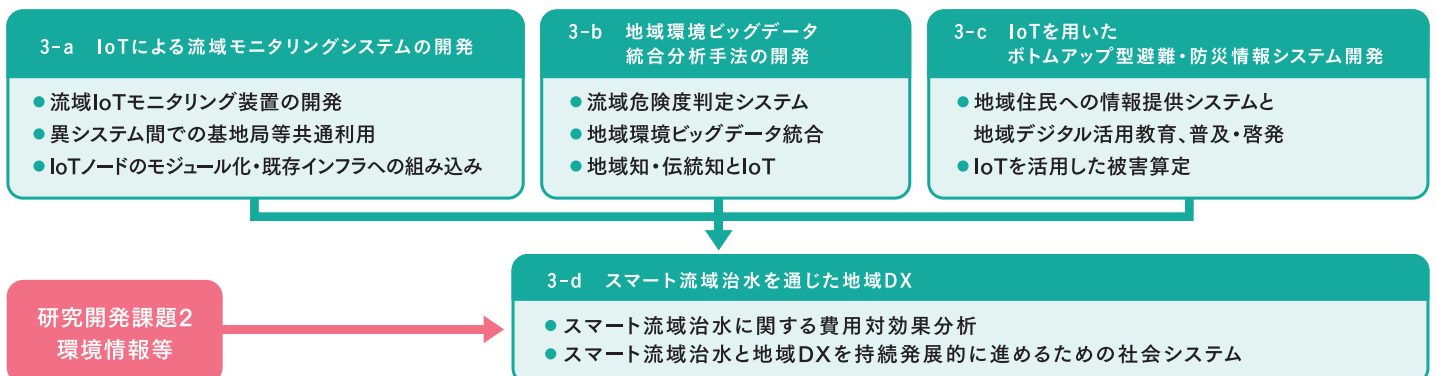 3-a IoTによる流域モニタリングシステムの開発
● 流域IoTモニタリング装置の開発
● 異システム間での基地局等共通利用
● IoTノードのモジュール化・既存インフラへの組み込み
3-b 地域環境ビッグデータ
統合分析手法の開発
● 流域危険度判定システム
● 地域環境ビッグデータ統合
● 地域知・伝統知とIoT
3-c IoTを用いた
ボトムアップ型避難・防災情報システム開発
● 地域住民への情報提供システムと
地域デジタル活用教育、普及・啓発
● IoTを活用した被害算定
研究開発課題2
環境情報等
3-d スマート流域治水を通じた地域DX
● スマート流域治水に関する費用対効果分析
● スマート流域治水と地域DXを持続発展的に進めるための社会システム